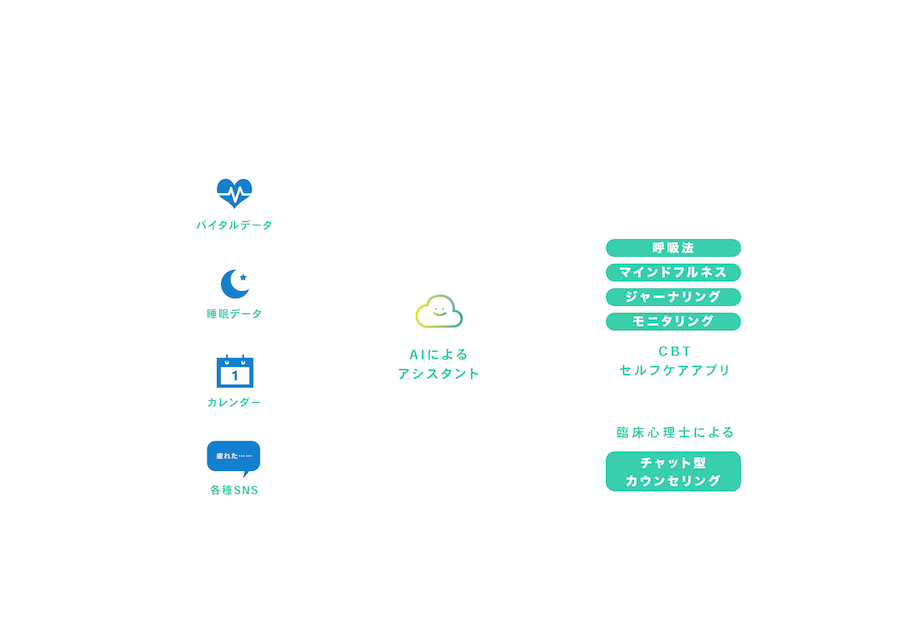 バイタルデータ
睡眠データ
1
カレンダー
疲れた……
各種SNS
AIによる
アシスタント
呼吸法
マインドフルネス
ジャーナリング
モニタリング
CBT
セルフケアアプリ
臨床心理士による
チャット型
カウンセリング